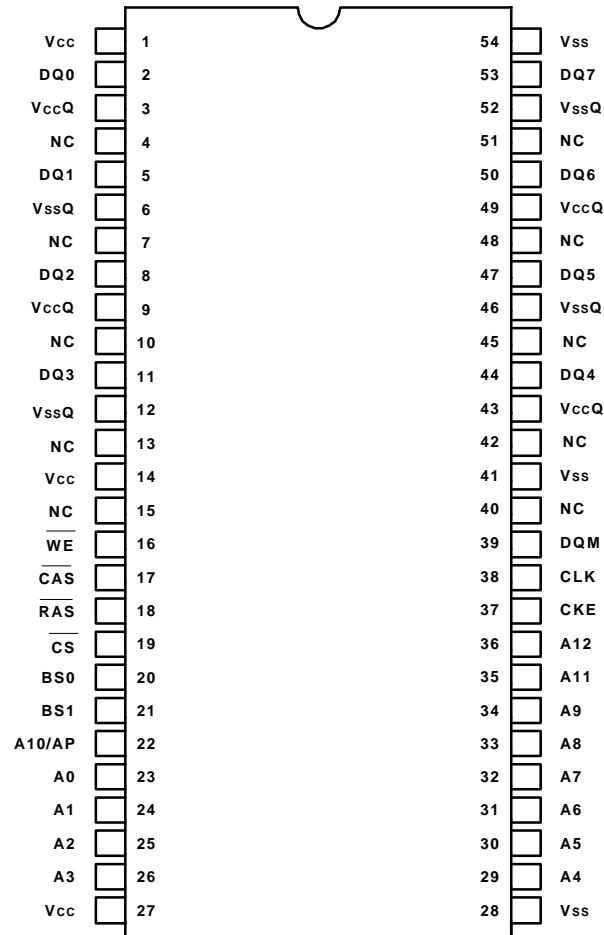 Vcc 1 54 Vss
DQ0 2 53 DQ7
VccQ 3 52 VssQ
NC 4 51 NC
DQ1 5 50 DQ6
VssQ 6 49 VccQ
NC 7 48 NC
DQ2 8 47 DQ5
VccQ 9 46 VssQ
NC 10 45 NC
DQ3 11 44 DQ4
VssQ 12 43 VccQ
NC 13 42 NC
Vcc 14 41 Vss
NC 15 40 NC
W̅E̅ 16 39 DQM
C̅A̅S̅ 17 38 CLK
R̅A̅S̅ 18 37 CKE
C̅S̅ 19 36 A12
BS0 20 35 A11
BS1 21 34 A9
A10/AP 22 33 A8
A0 23 32 A7
A1 24 31 A6
A2 25 30 A5
A3 26 29 A4
Vcc 27 28 Vss